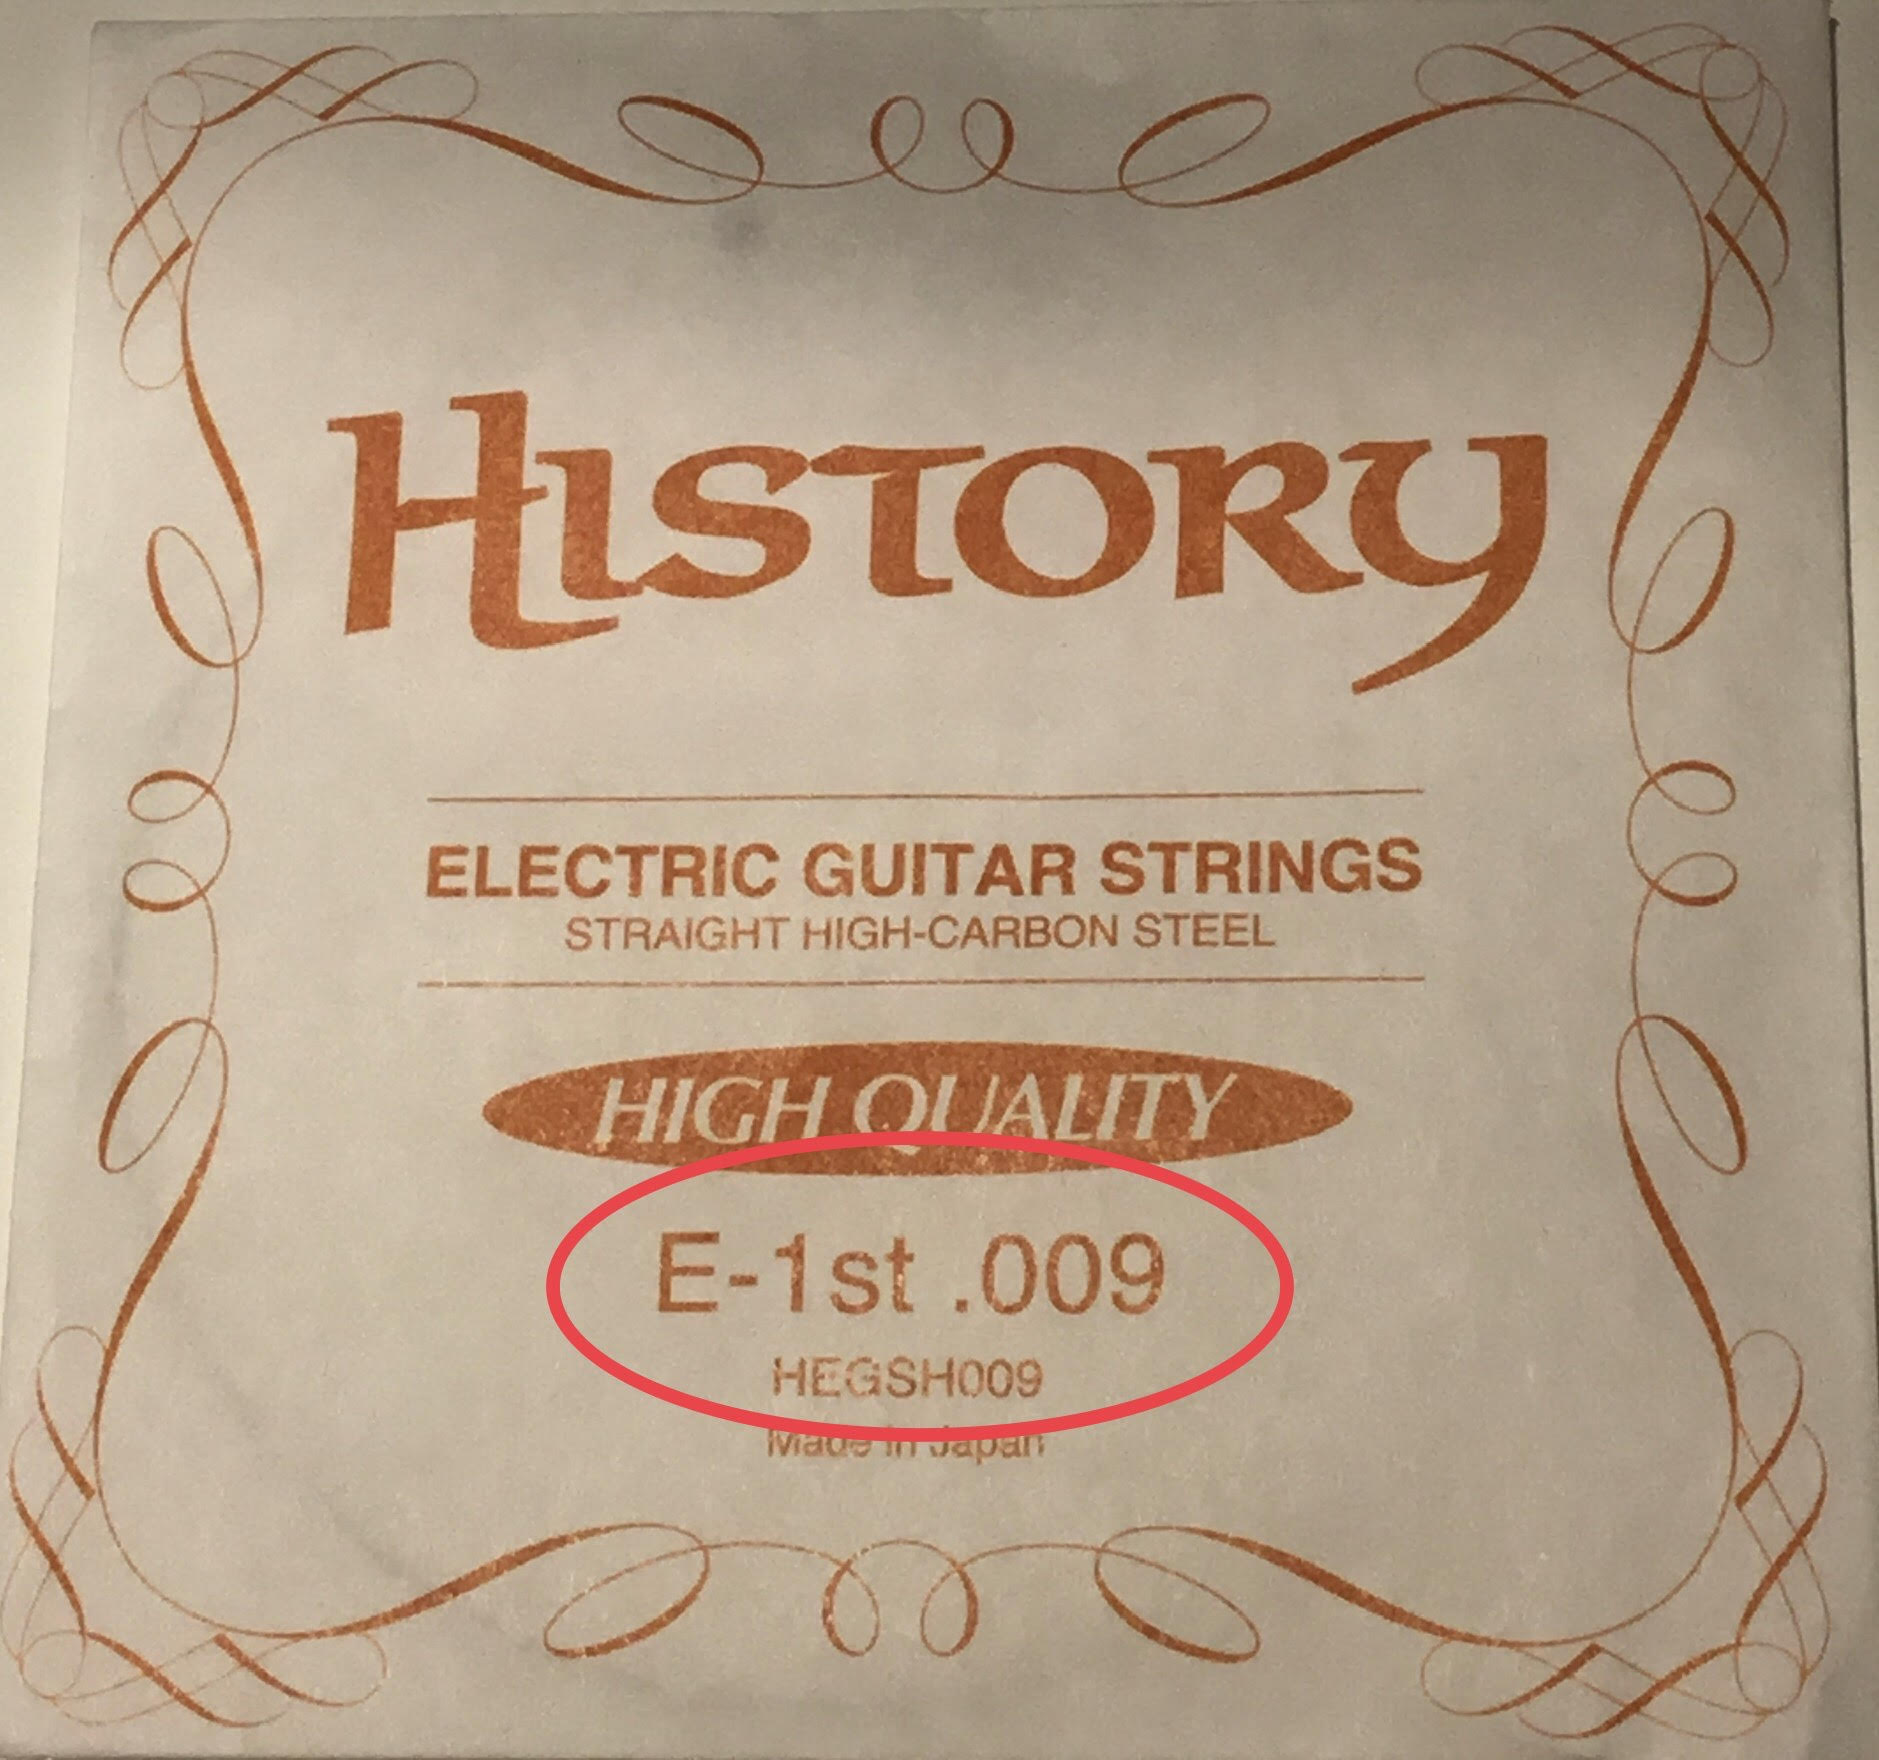 HISTORY
ELECTRIC GUITAR STRINGS
STRAIGHT HIGH-CARBON STEEL
HIGH QUALITY
E-1st .009
HEGSH009
Made in Japan